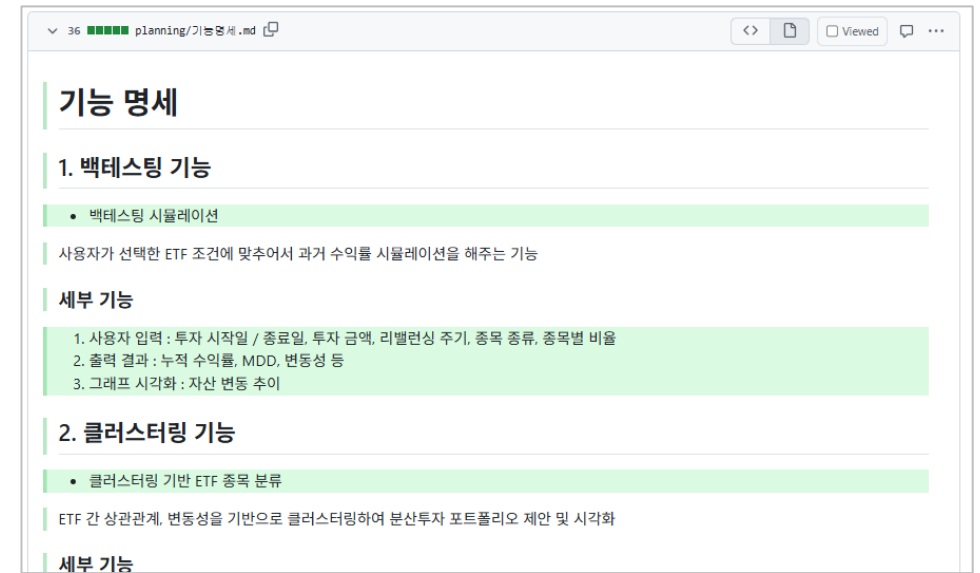 36 planning/기능명세.md
Viewed
기능 명세
1. 백테스팅 기능
백테스팅 시뮬레이션
사용자가 선택한 ETF 조건에 맞추어서 과거 수익률 시뮬레이션을 해주는 기능
세부 기능
1. 사용자 입력 : 투자 시작일 / 종료일, 투자 금액, 리밸런싱 주기, 종목 종류, 종목별 비율
2. 출력 결과 : 누적 수익률, MDD, 변동성 등
3. 그래프 시각화 : 자산 변동 추이
2. 클러스터링 기능
클러스터링 기반 ETF 종목 분류
ETF 간 상관관계, 변동성을 기반으로 클러스터링하여 분산투자 포트폴리오 제안 및 시각화
세부 기능